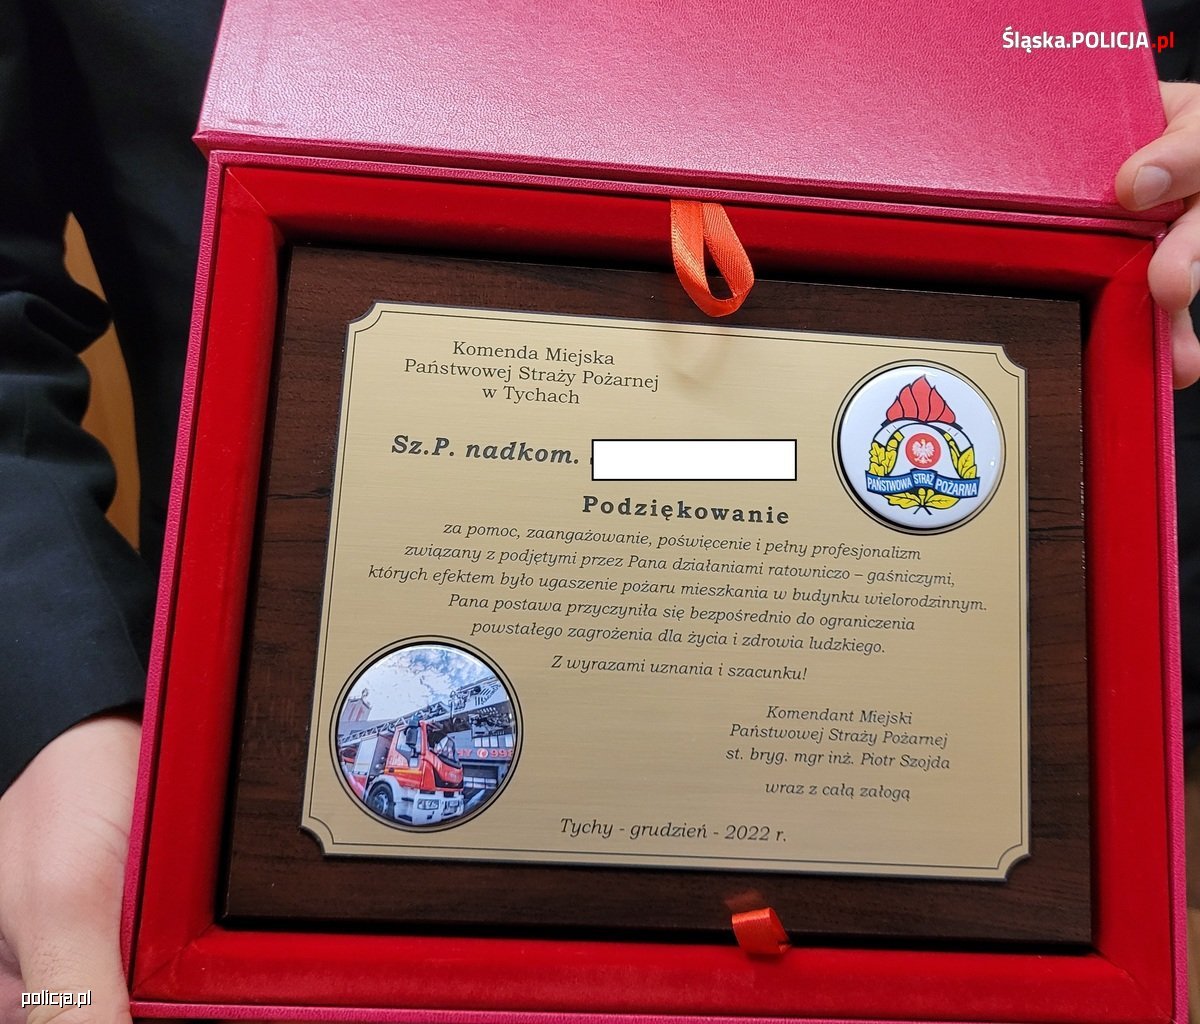 Śląska.POLICJA.pl
Komenda Miejska
Państwowej Straży Pożarnej
w Tychach
Sz.P. nadkom.
PAŃSTWOWA STRAŻ POŻARNA
Podziękowanie
za pomoc, zaangażowanie, poświęcenie i pełny profesjonalizm
związany z podjętymi przez Pana działaniami ratowniczo – gaśniczymi,
których efektem było ugaszenie pożaru mieszkania w budynku wielorodzinnym.
Pana postawa przyczyniła się bezpośrednio do ograniczenia
powstałego zagrożenia dla życia i zdrowia ludzkiego.
Z wyrazami uznania i szacunku!
Komendant Miejski
Państwowej Straży Pożarnej
st. bryg. mgr inż. Piotr Szojda
wraz z całą załogą
998
Tychy - grudzień - 2022 r.
policja.pl